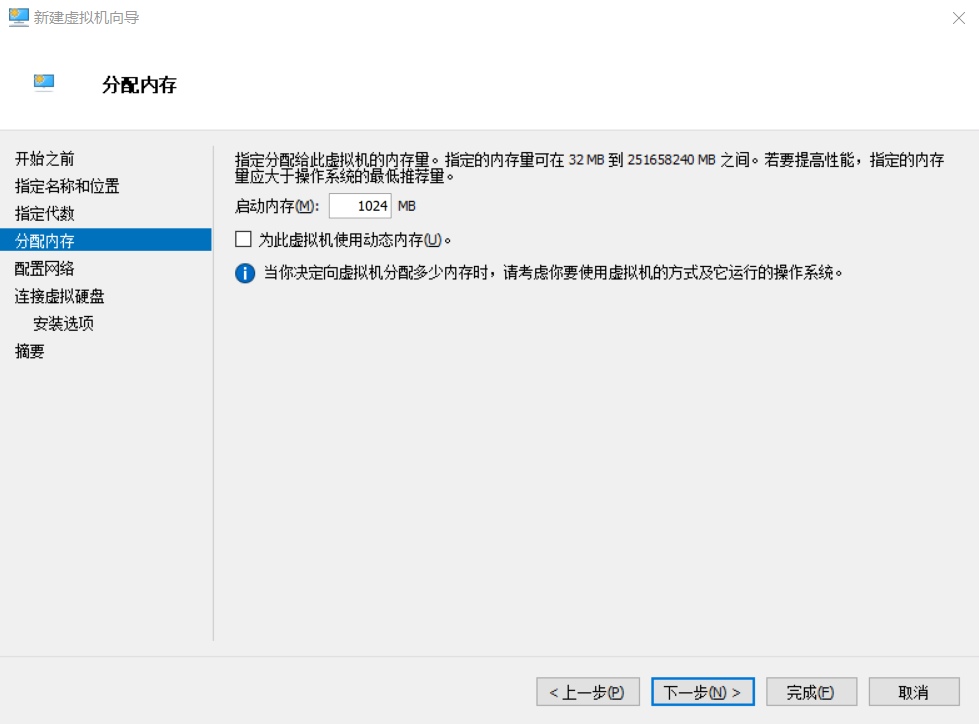 新建虚拟机向导
分配内存
开始之前
指定名称和位置
指定代数
分配内存
配置网络
连接虚拟硬盘
安装选项
摘要
指定分配给此虚拟机的内存量。指定的内存量可在 32 MB 到 251658240 MB 之间。若要提高性能，指定的内存
量应大于操作系统的最低推荐量。
启动内存(M): 1024 MB
为此虚拟机使用动态内存(U)。
当你决定向虚拟机分配多少内存时，请考虑你要使用虚拟机的方式及它运行的操作系统。
< 上一步(P) 下一步(N) > 完成(F) 取消